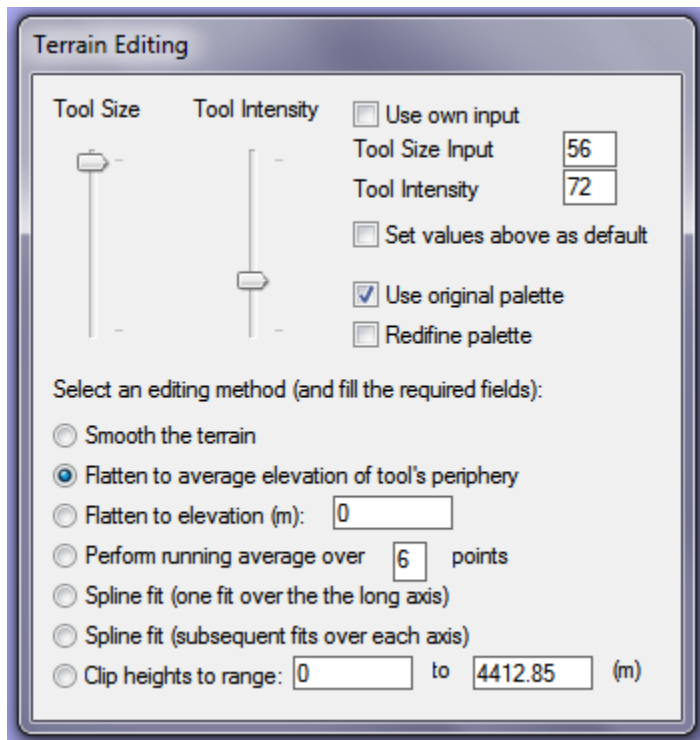 Terrain Editing
Tool Size
Tool Intensity
Use own input
Tool Size Input 56
Tool Intensity 72
Set values above as default
Use original palette
Redifine palette
Select an editing method (and fill the required fields):
Smooth the terrain
Flatten to average elevation of tool's periphery
Flatten to elevation (m): 0
Perform running average over 6 points
Spline fit (one fit over the the long axis)
Spline fit (subsequent fits over each axis)
Clip heights to range: 0 to 4412.85 (m)